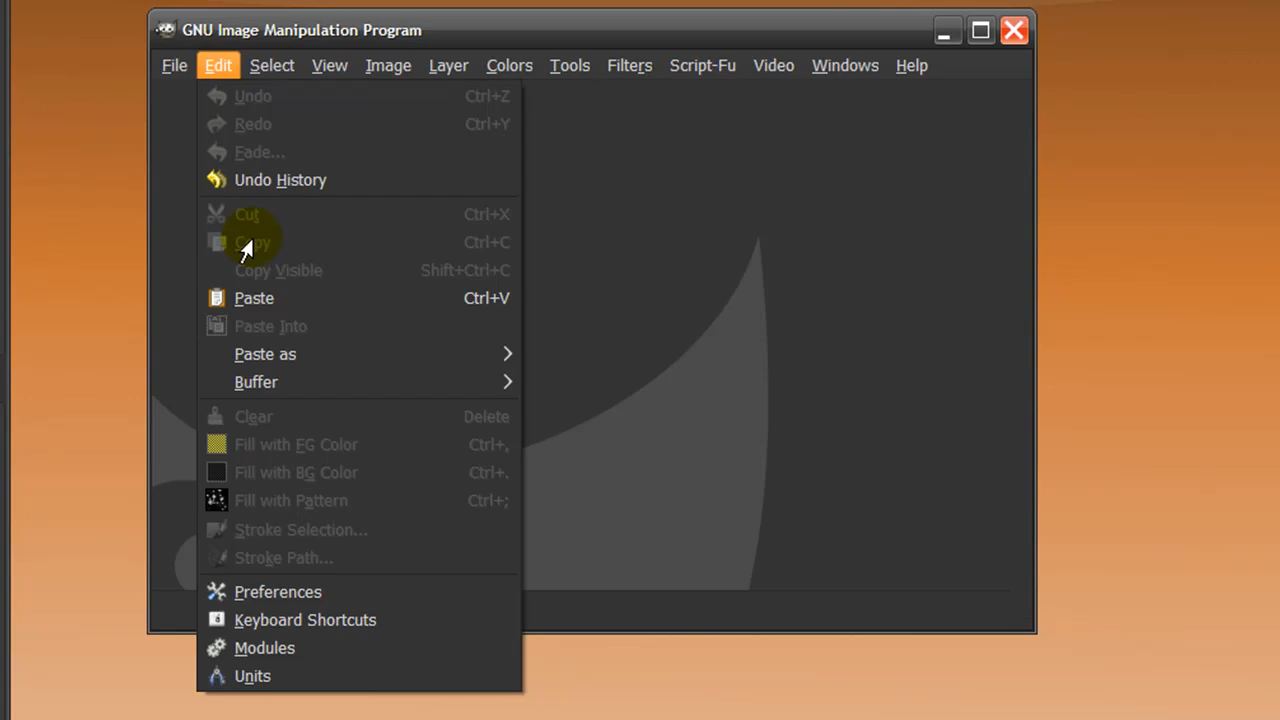 GNU Image Manipulation Program
File Edit Select View Image Layer Colors Tools Filters Script-Fu Video Windows Help
Undo Ctrl+Z
Redo Ctrl+Y
Fade...
Undo History
Cut Ctrl+X
Copy Ctrl+C
Copy Visible Shift+Ctrl+C
Paste Ctrl+V
Paste Into
Paste as
Buffer
Clear Delete
Fill with FG Color Ctrl+,
Fill with BG Color Ctrl+.
Fill with Pattern Ctrl+;
Stroke Selection...
Stroke Path...
Preferences
Keyboard Shortcuts
Modules
Units